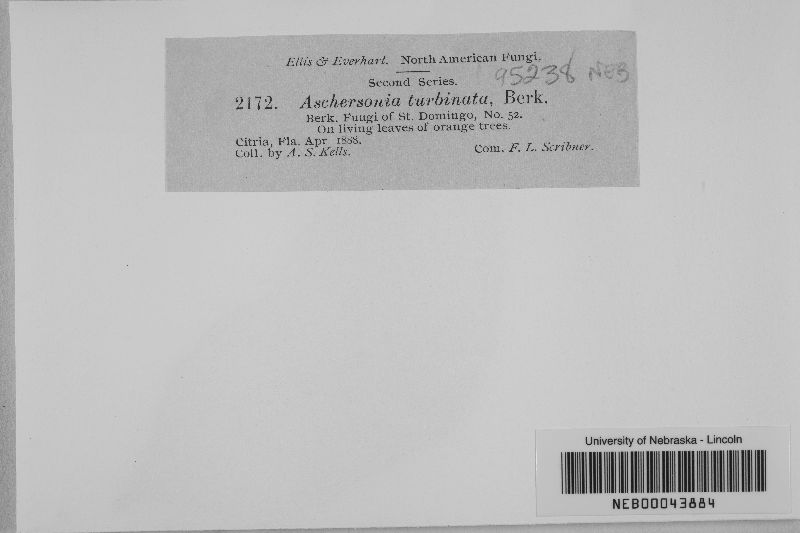 Ellis & Everhart. North American Fungi.
95238 NEB
Second Series.
2172. Aschersonia turbinata, Berk.
Berk. Fungi of St. Domingo, No. 52.
On living leaves of orange trees.
Citria, Fla. Apr 1888.
Coll. by A. S. Kells.
Com. F. L. Scribner.
University of Nebraska - Lincoln
NEB00043884